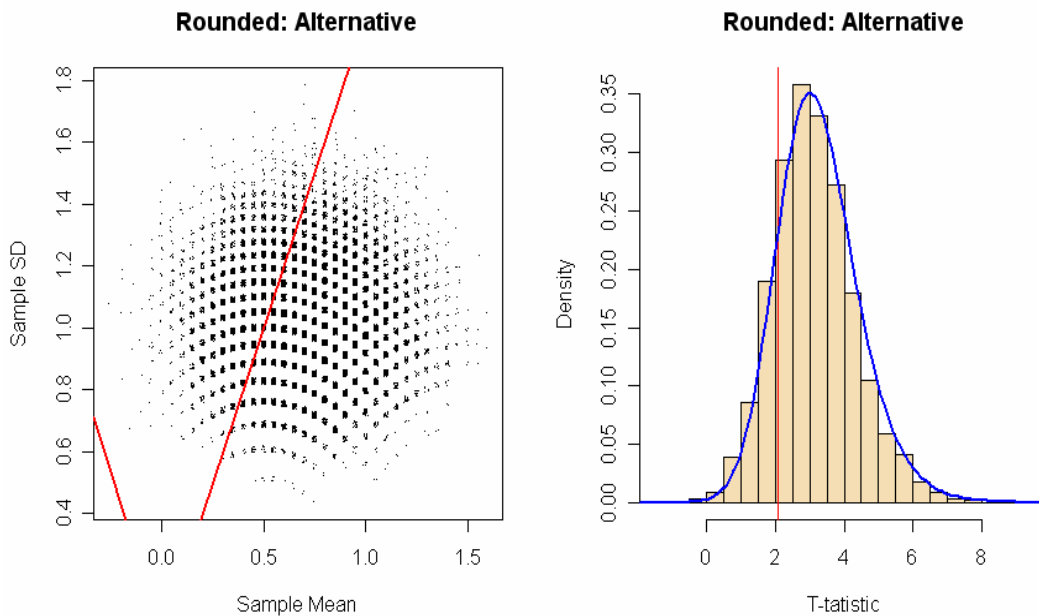 Rounded: Alternative
Rounded: Alternative
Sample SD
1.8
1.6
1.4
1.2
1.0
0.8
0.6
0.4
0.0 0.5 1.0 1.5
Sample Mean
Density
0.35
0.30
0.25
0.20
0.15
0.10
0.05
0.00
0 2 4 6 8
T-tatistic